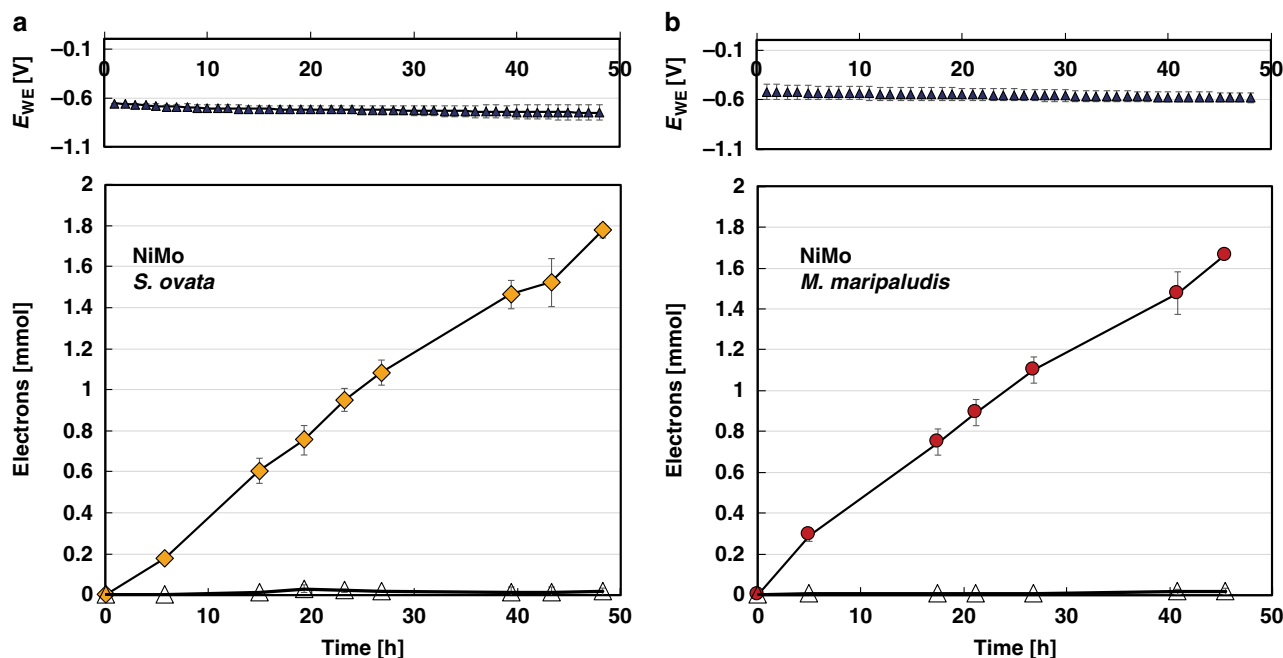 a
E_WE [V]
–0.1
–0.6
–1.1
0 10 20 30 40 50
Electrons [mmol]
2
1.8
1.6
1.4
1.2
1
0.8
0.6
0.4
0.2
0
NiMo
S. ovata
0 10 20 30 40 50
Time [h]
b
E_WE [V]
–0.1
–0.6
–1.1
0 10 20 30 40 50
Electrons [mmol]
2
1.8
1.6
1.4
1.2
1
0.8
0.6
0.4
0.2
0
NiMo
M. maripaludis
0 10 20 30 40 50
Time [h]